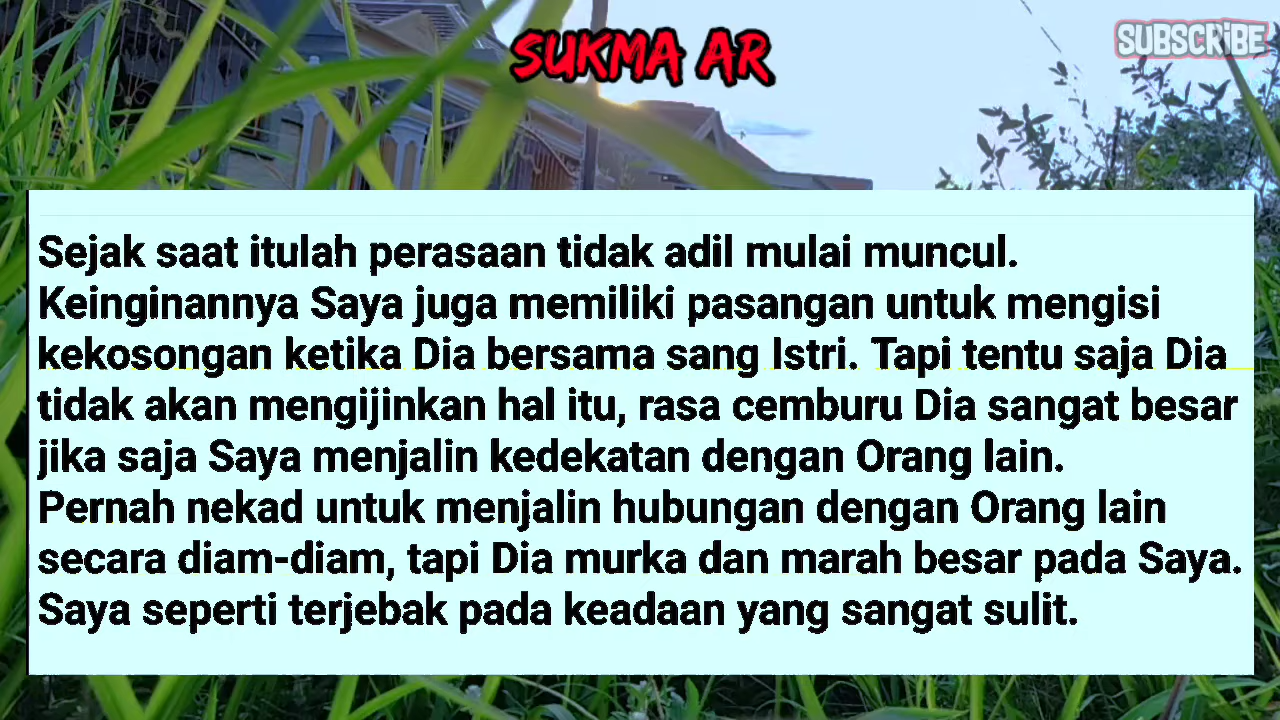 SUKMA AR
SUBSCRIBE
Sejak saat itulah perasaan tidak adil mulai muncul.
Keinginannya Saya juga memiliki pasangan untuk mengisi
kekosongan ketika Dia bersama sang Istri. Tapi tentu saja Dia
tidak akan mengijinkan hal itu, rasa cemburu Dia sangat besar
jika saja Saya menjalin kedekatan dengan Orang lain.
Pernah nekad untuk menjalin hubungan dengan Orang lain
secara diam-diam, tapi Dia murka dan marah besar pada Saya.
Saya seperti terjebak pada keadaan yang sangat sulit.